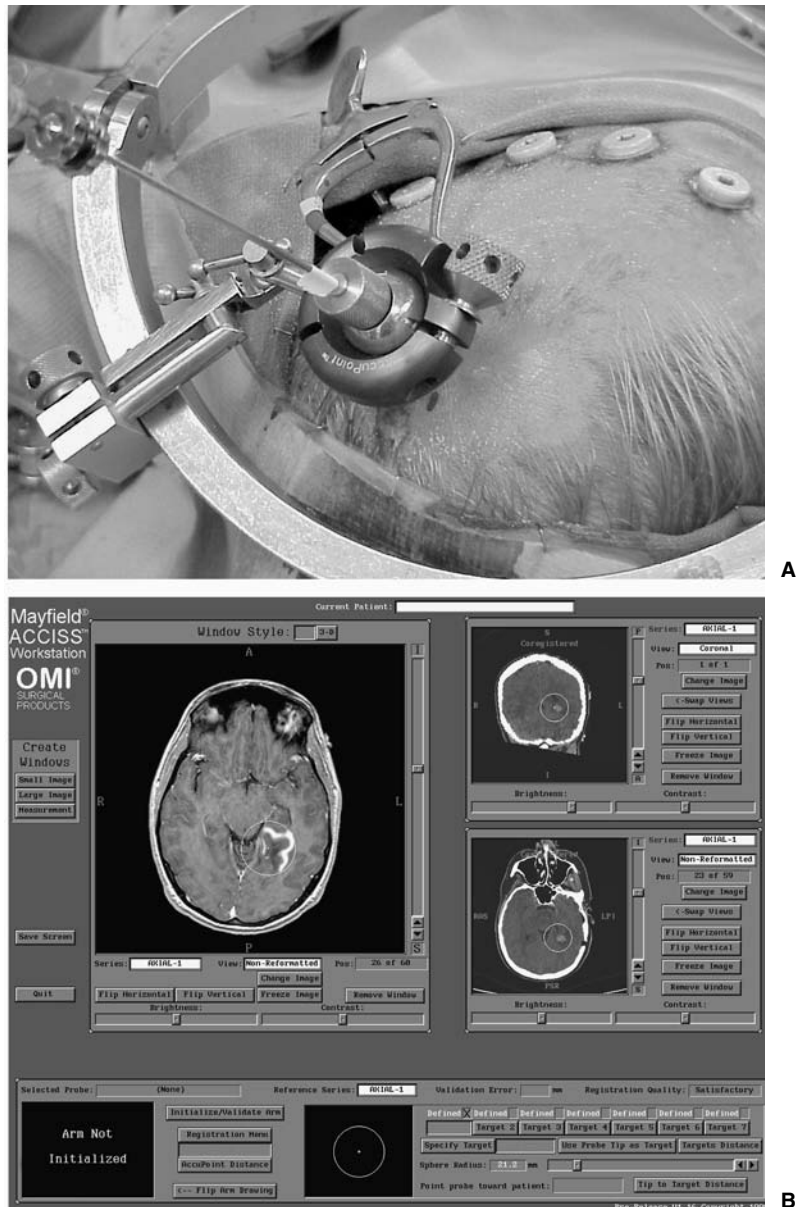 AccuPoint™
A
Mayfield®
ACCISS™
Workstation
OMI®
SURGICAL
PRODUCTS
Current Patient:
Window Style: 3-D
A
I
R
L
P
S
Create
Windows
Small Image
Large Image
Measurement
Save Screen
Quit
Series: AXIAL-1 View: Non-Reformatted Pos: 26 of 60
Change Image
Flip Horizontal Flip Vertical Freeze Image Remove Window
Brightness: Contrast:
S
Coregistered
R
L
I
P
A
Series: AXIAL-1
View: Coronal
Pos: 1 of 1
Change Image
<-Swap Views
Flip Horizontal
Flip Vertical
Freeze Image
Remove Window
Brightness: Contrast:
LPI
PSR
I
S
Series: AXIAL-1
View: Non-Reformatted
Pos: 23 of 59
Change Image
<-Swap Views
Flip Horizontal
Flip Vertical
Freeze Image
Remove Window
Brightness: Contrast:
Selected Probe: (None) Reference Series: AXIAL-1 Validation Error: mm Registration Quality: Satisfactory
Arm Not
Initialized
Initialize/Validate Arm
Registration Menu
AccuPoint Distance
<-- Flip Arm Drawing
Defined Defined Defined Defined Defined Defined Defined
Target 2 Target 3 Target 4 Target 5 Target 6 Target 7
Specify Target Use Probe Tip as Target Targets Distance
Sphere Radius: 21.2 mm
Point probe toward patient: Tip to Target Distance
B